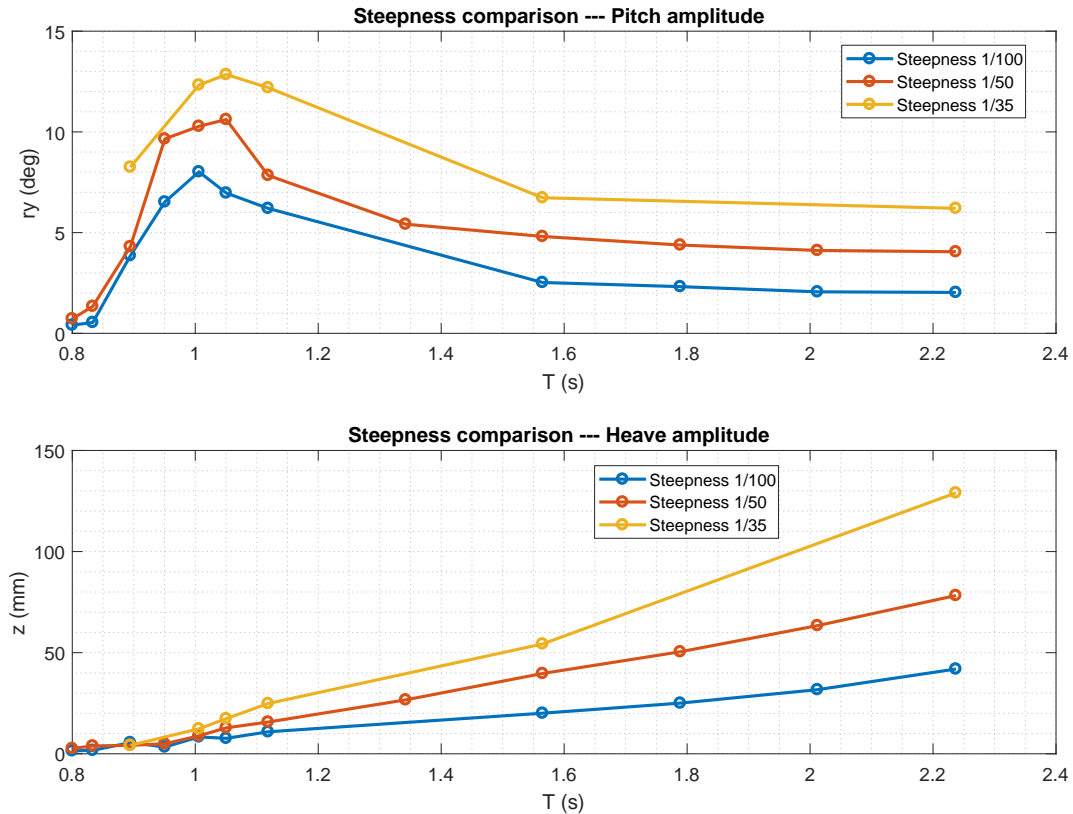 Steepness comparison --- Pitch amplitude
15
10
5
0
ry (deg)
Steepness 1/100
Steepness 1/50
Steepness 1/35
0.8 1 1.2 1.4 1.6 1.8 2 2.2 2.4
T (s)
Steepness comparison --- Heave amplitude
150
100
50
0
z (mm)
Steepness 1/100
Steepness 1/50
Steepness 1/35
0.8 1 1.2 1.4 1.6 1.8 2 2.2 2.4
T (s)